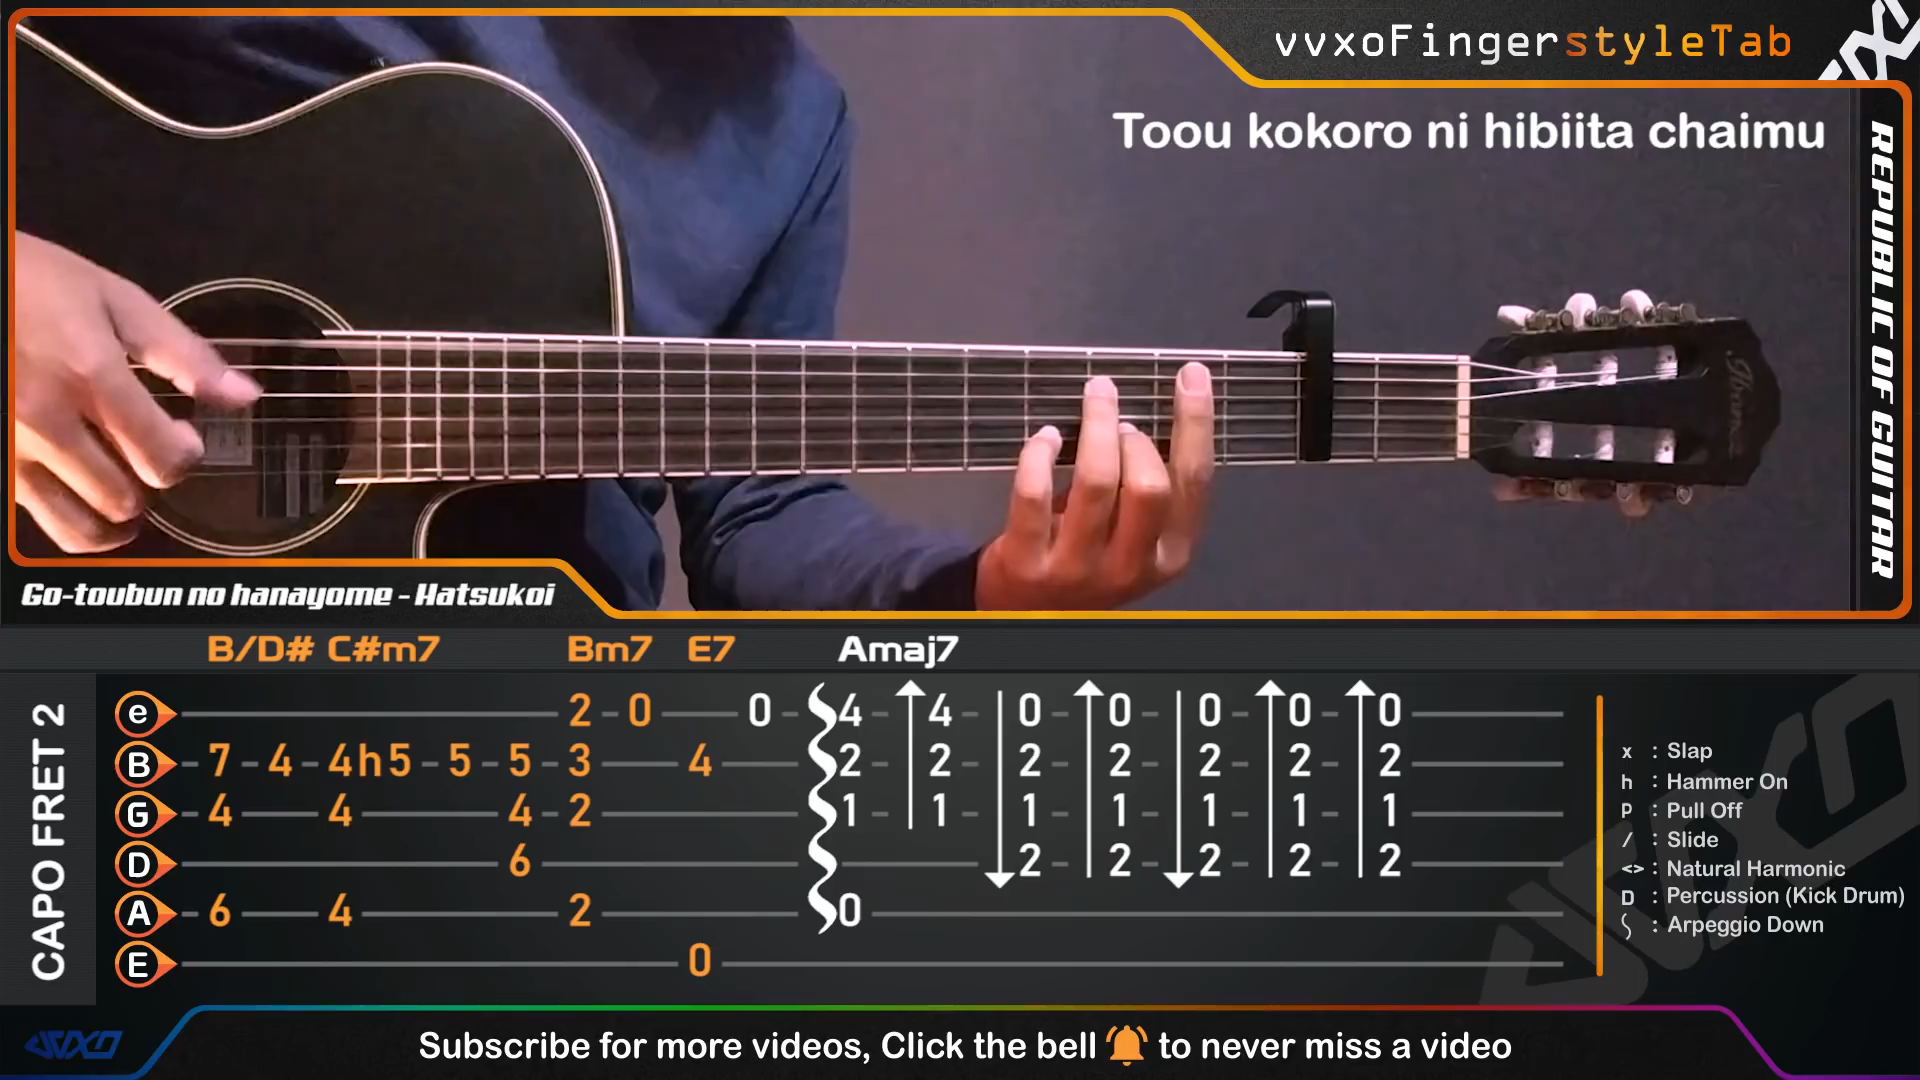 vvxoFingerstyleTab
Toou kokoro ni hibiita chaimu
REPUBLIC OF GUITAR
Ibanez
Go-toubun no hanayome - Hatsukoi
B/D# C#m7 Bm7 E7 Amaj7
CAPO FRET 2
e 2 0 0 4 4 0 0 0 0 0
B 7 4 4h5 5 5 3 4 2 2 2 2 2 2 2
G 4 4 4 2 1 1 1 1 1 1 1
D 6 2 2 2 2 2
A 6 4 2 0
E 0
x : Slap
h : Hammer On
P : Pull Off
/ : Slide
<> : Natural Harmonic
D : Percussion (Kick Drum)
: Arpeggio Down
VVXO
Subscribe for more videos, Click the bell to never miss a video